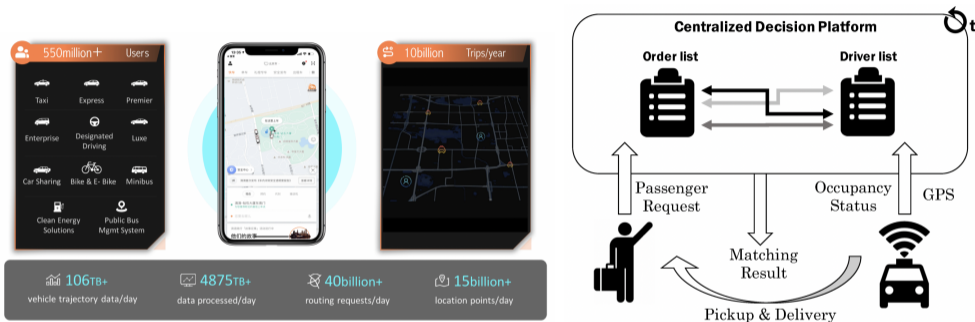 550million+ Users
Taxi
Express
Premier
Enterprise
Designated
Driving
Luxe
Car Sharing
Bike & E- Bike
Minibus
Clean Energy
Solutions
Public Bus
Mgmt System
10billion Trips/year
106TB+
vehicle trajectory data/day
4875TB+
data processed/day
40billion+
routing requests/day
15billion+
location points/day
t
Centralized Decision Platform
Order list
Driver list
Passenger
Request
Occupancy
Status
GPS
Matching
Result
Pickup & Delivery